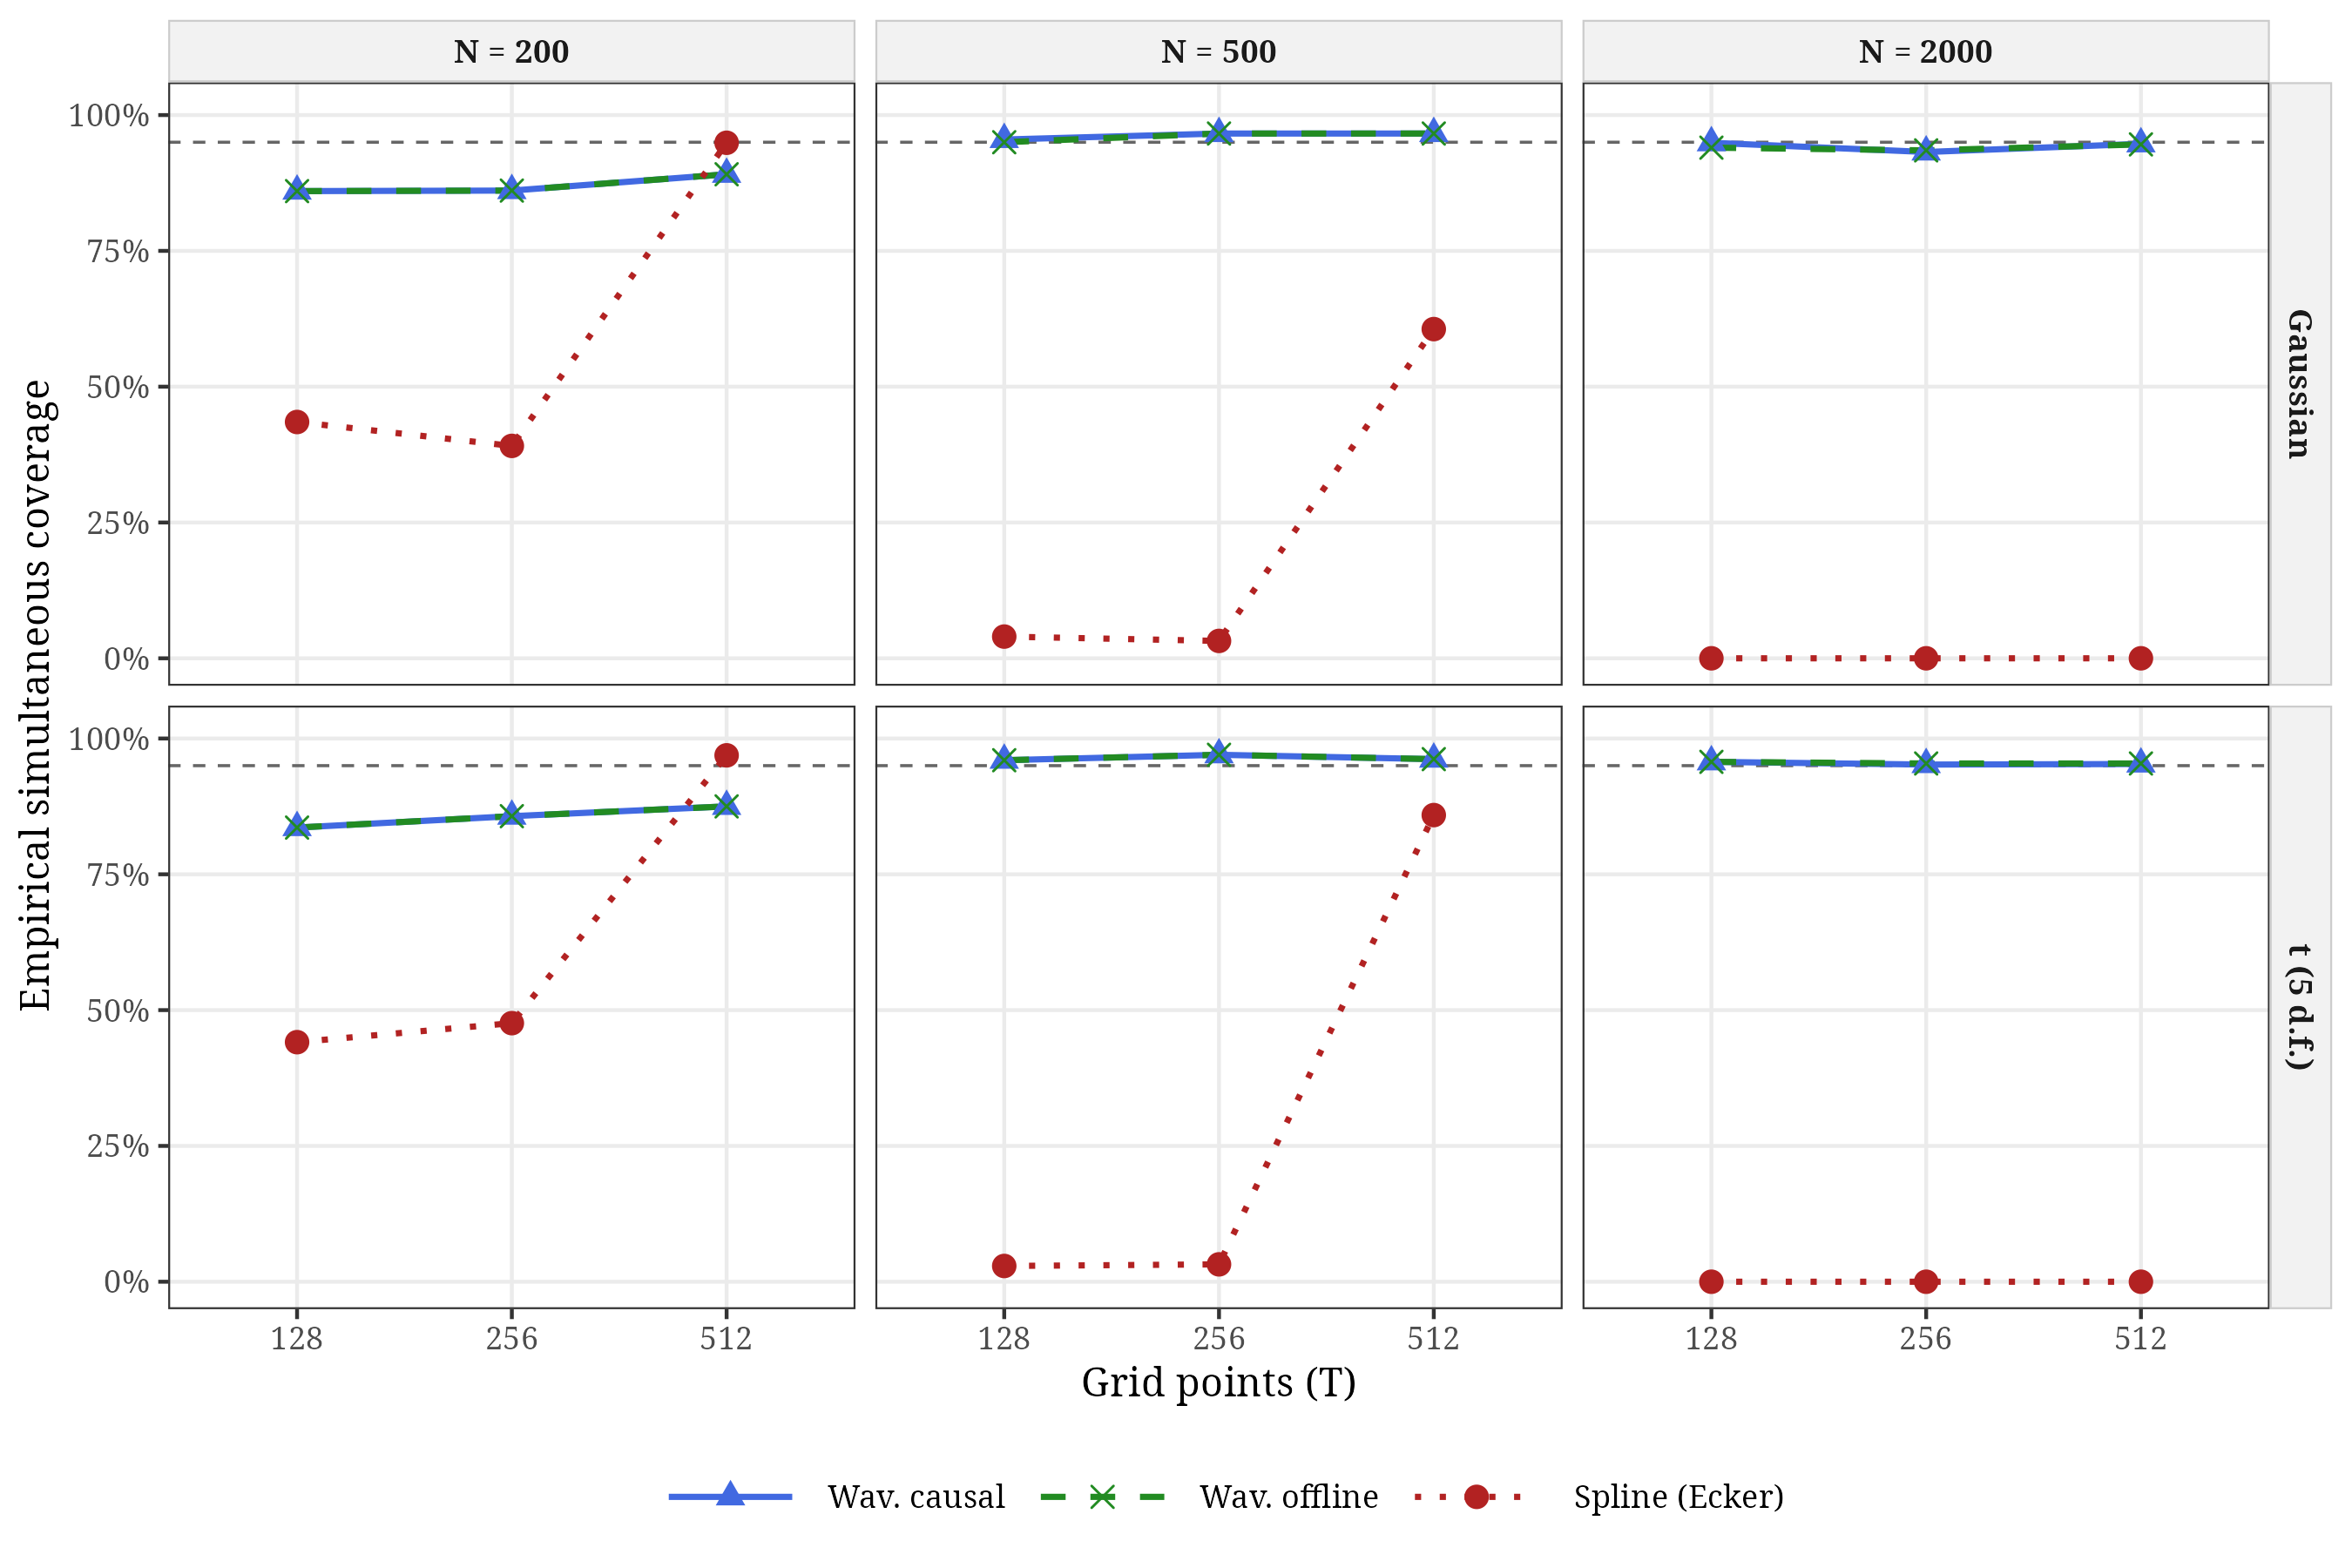 N = 200
N = 500
N = 2000
Empirical simultaneous coverage
100%
75%
50%
25%
0%
Gaussian
100%
75%
50%
25%
0%
t (5 d.f.)
128 256 512
128 256 512
128 256 512
Grid points (T)
Wav. causal
Wav. offline
Spline (Ecker)